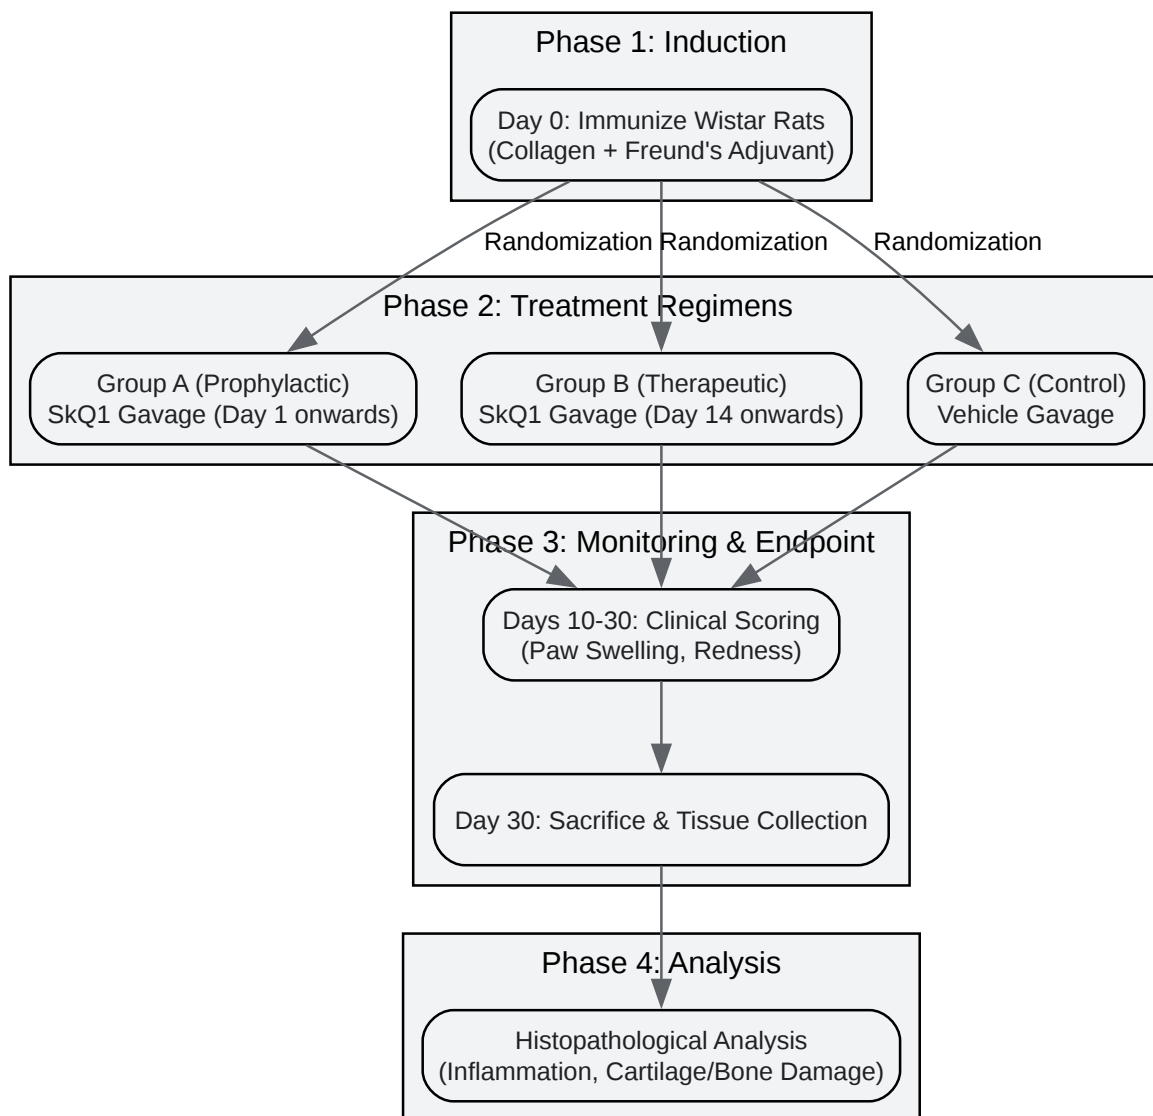 Phase 1: Induction
Day 0: Immunize Wistar Rats
(Collagen + Freund's Adjuvant)
Randomization
Randomization
Randomization
Phase 2: Treatment Regimens
Group A (Prophylactic)
SkQ1 Gavage (Day 1 onwards)
Group B (Therapeutic)
SkQ1 Gavage (Day 14 onwards)
Group C (Control)
Vehicle Gavage
Phase 3: Monitoring & Endpoint
Days 10-30: Clinical Scoring
(Paw Swelling, Redness)
Day 30: Sacrifice & Tissue Collection
Phase 4: Analysis
Histopathological Analysis
(Inflammation, Cartilage/Bone Damage)